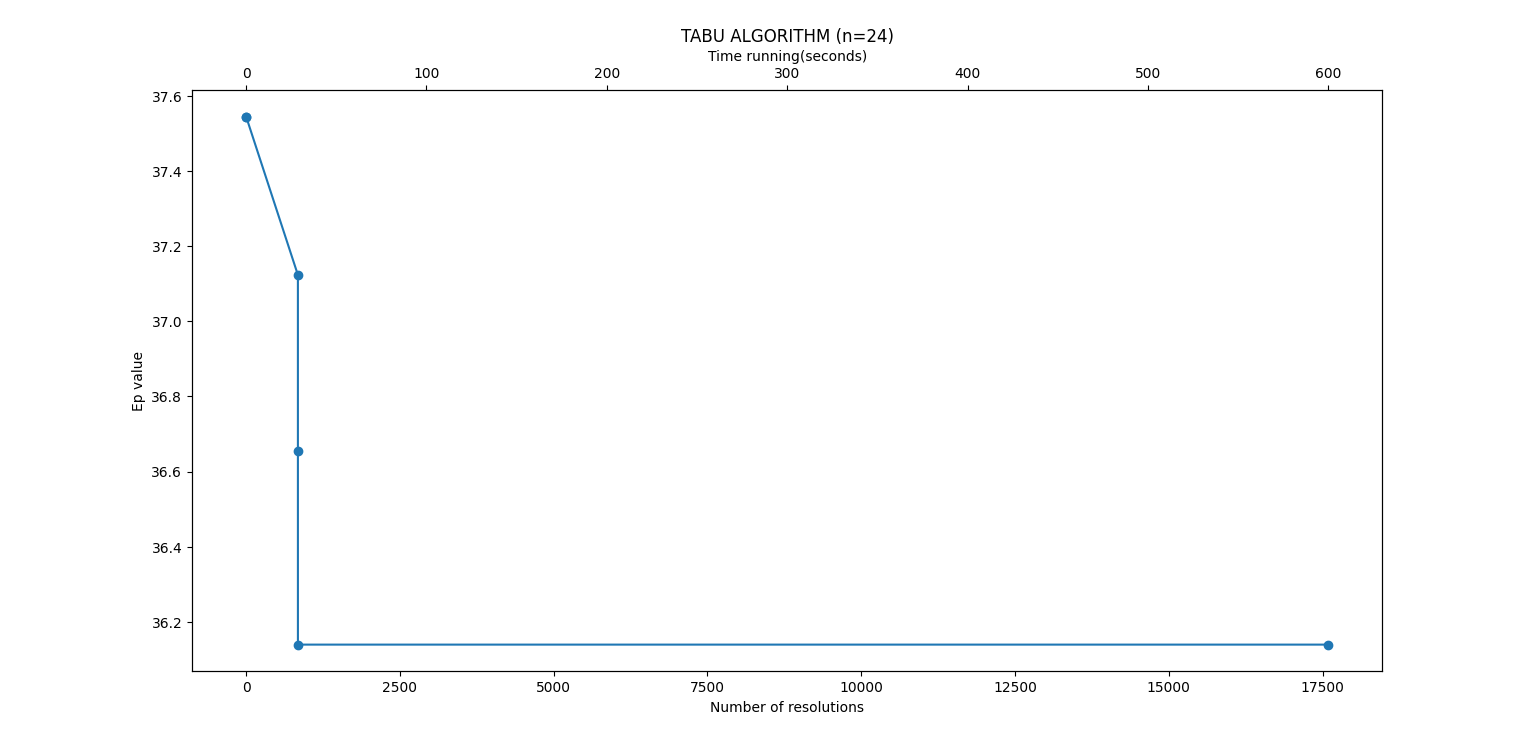 TABU ALGORITHM (n=24)
Time running(seconds)
0 100 200 300 400 500 600
37.6
37.4
37.2
37.0
36.8
36.6
36.4
36.2
Ep value
0 2500 5000 7500 10000 12500 15000 17500
Number of resolutions